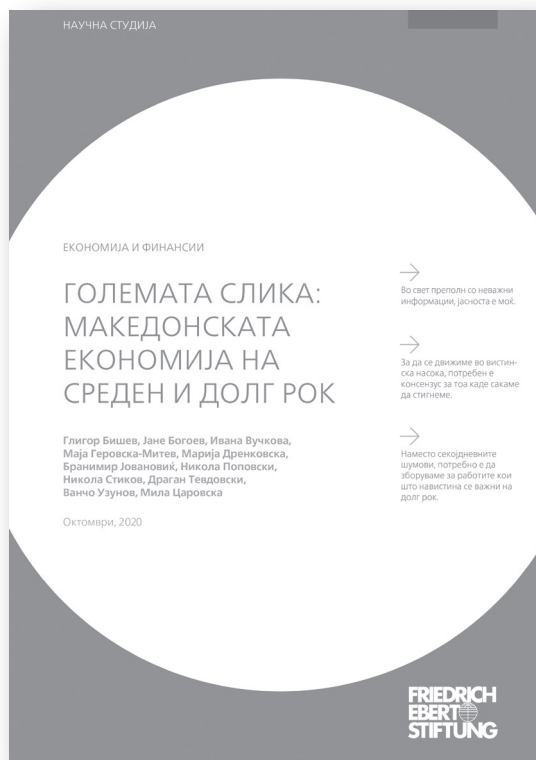 НАУЧНА СТУДИЈА
ЕКОНОМИЈА И ФИНАНСИИ
ГОЛЕМАТА СЛИКА:
МАКЕДОНСКАТА
ЕКОНОМИЈА НА
СРЕДЕН И ДОЛГ РОК
Глигор Бишев, Јане Богоев, Ивана Вучкова,
Маја Геровска-Митев, Марија Дренковска,
Бранимир Јовановиќ, Никола Поповски,
Никола Стиков, Драган Тевдовски,
Ванчо Узунов, Мила Царовска
Октомври, 2020
Во свет преполн со неважни
информации, јасноста е моќ.
За да се движиме во вистин-
ска насока, потребен е
консензус за тоа каде сакаме
да стигнеме.
Наместо секојдневните
шумови, потребно е да
зборуваме за работите кои
што навистина се важни на
долг рок.
FRIEDRICH
EBERT
STIFTUNG